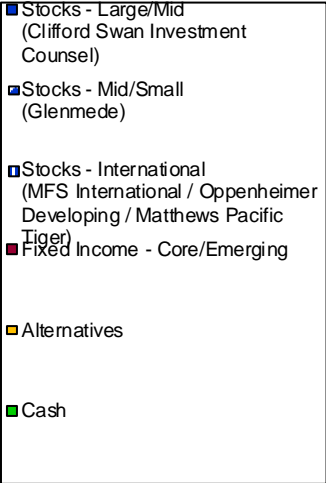 Stocks - Large/Mid
(Clifford Swan Investment
Counsel)
Stocks - Mid/Small
(Glenmede)
Stocks - International
(MFS International / Oppenheimer
Developing / Matthews Pacific
Tiger)
Fixed Income - Core/Emerging
Alternatives
Cash